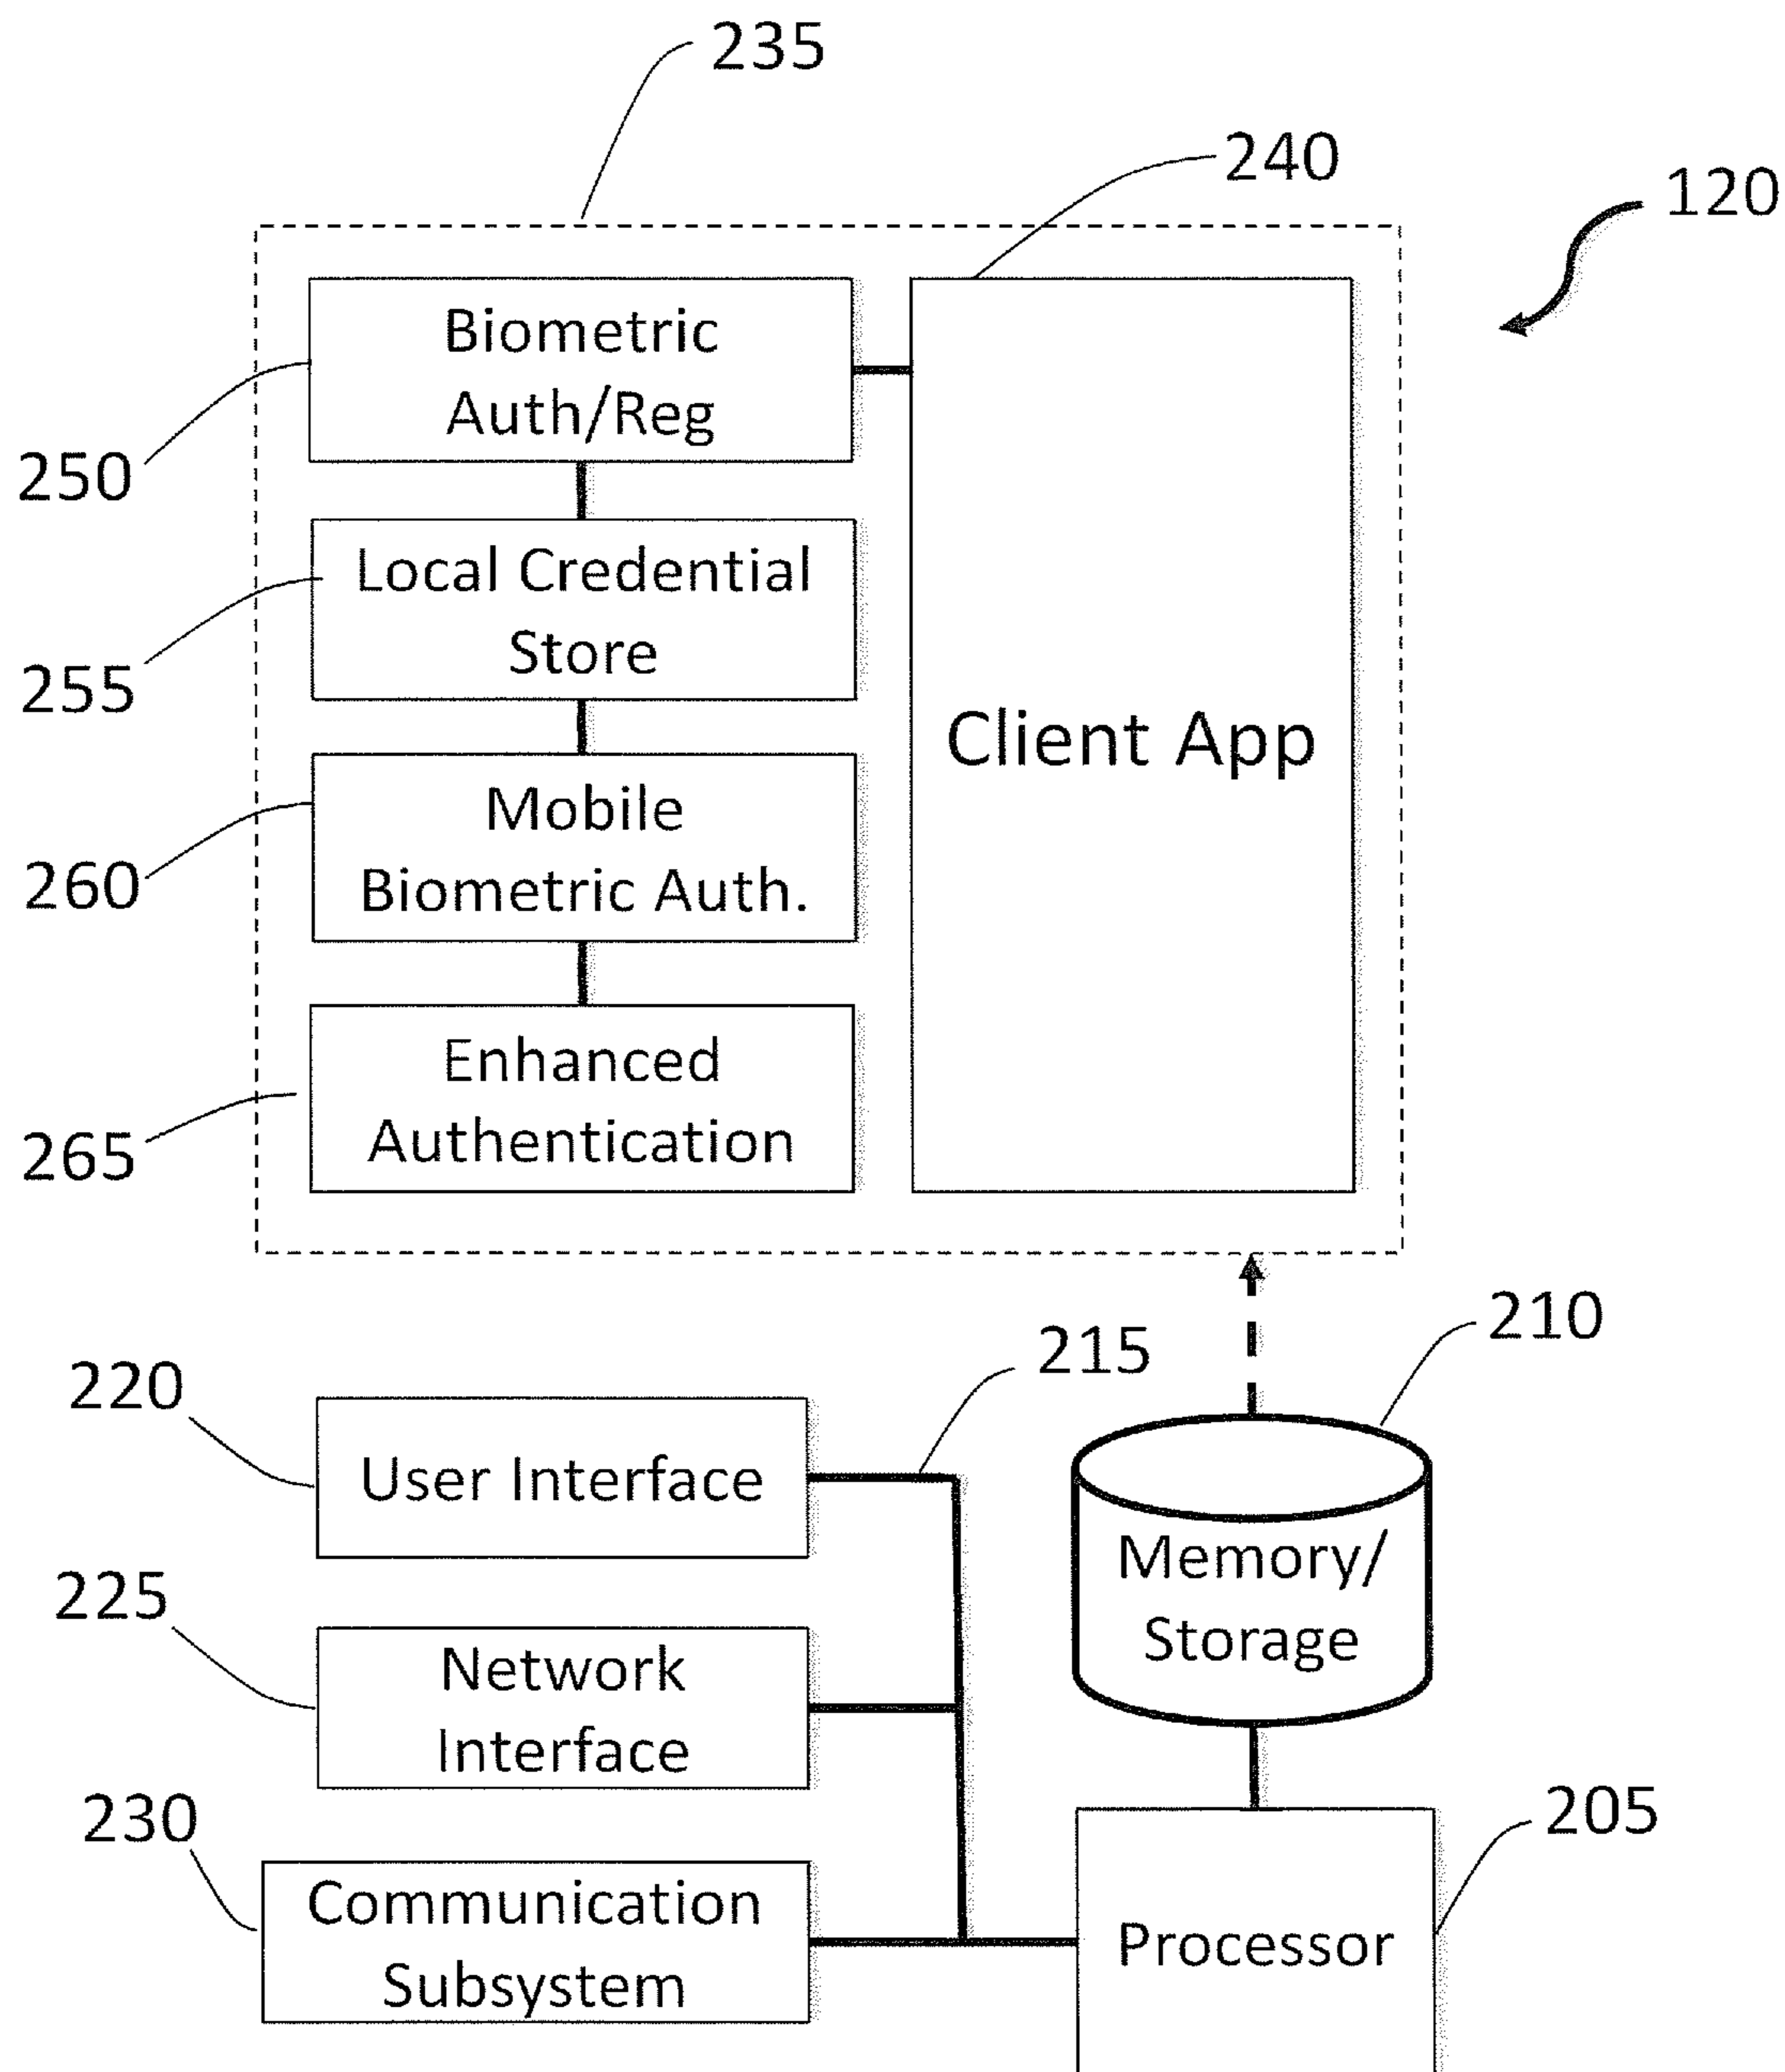 235
240
120
Biometric
Auth/Reg
250
Local Credential
Store
255
Client App
Mobile
Biometric Auth.
260
Enhanced
Authentication
265
210
215
220
User Interface
Memory/
Storage
225
Network
Interface
230
205
Communication
Subsystem
Processor